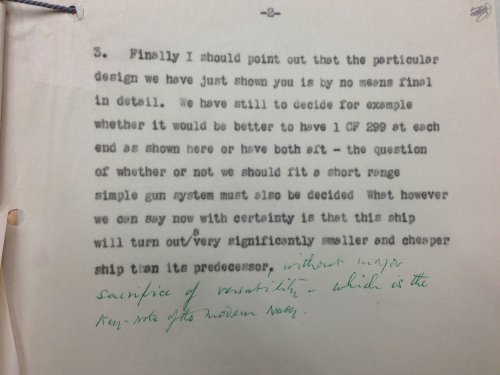 -2-
3. Finally I should point out that the particular
design we have just shown you is by no means final
in detail. We have still to decide for example
whether it would be better to have 1 CF 299 at each
end as shown here or have both aft - the question
of whether or not we should fit a short range
simple gun system must also be decided What however
we can say now with certainty is that this ship
will turn out/a very significantly smaller and cheaper
ship than its predecessor, without major
sacrifice of versatility - which is the
Key-Note of the modern Navy.